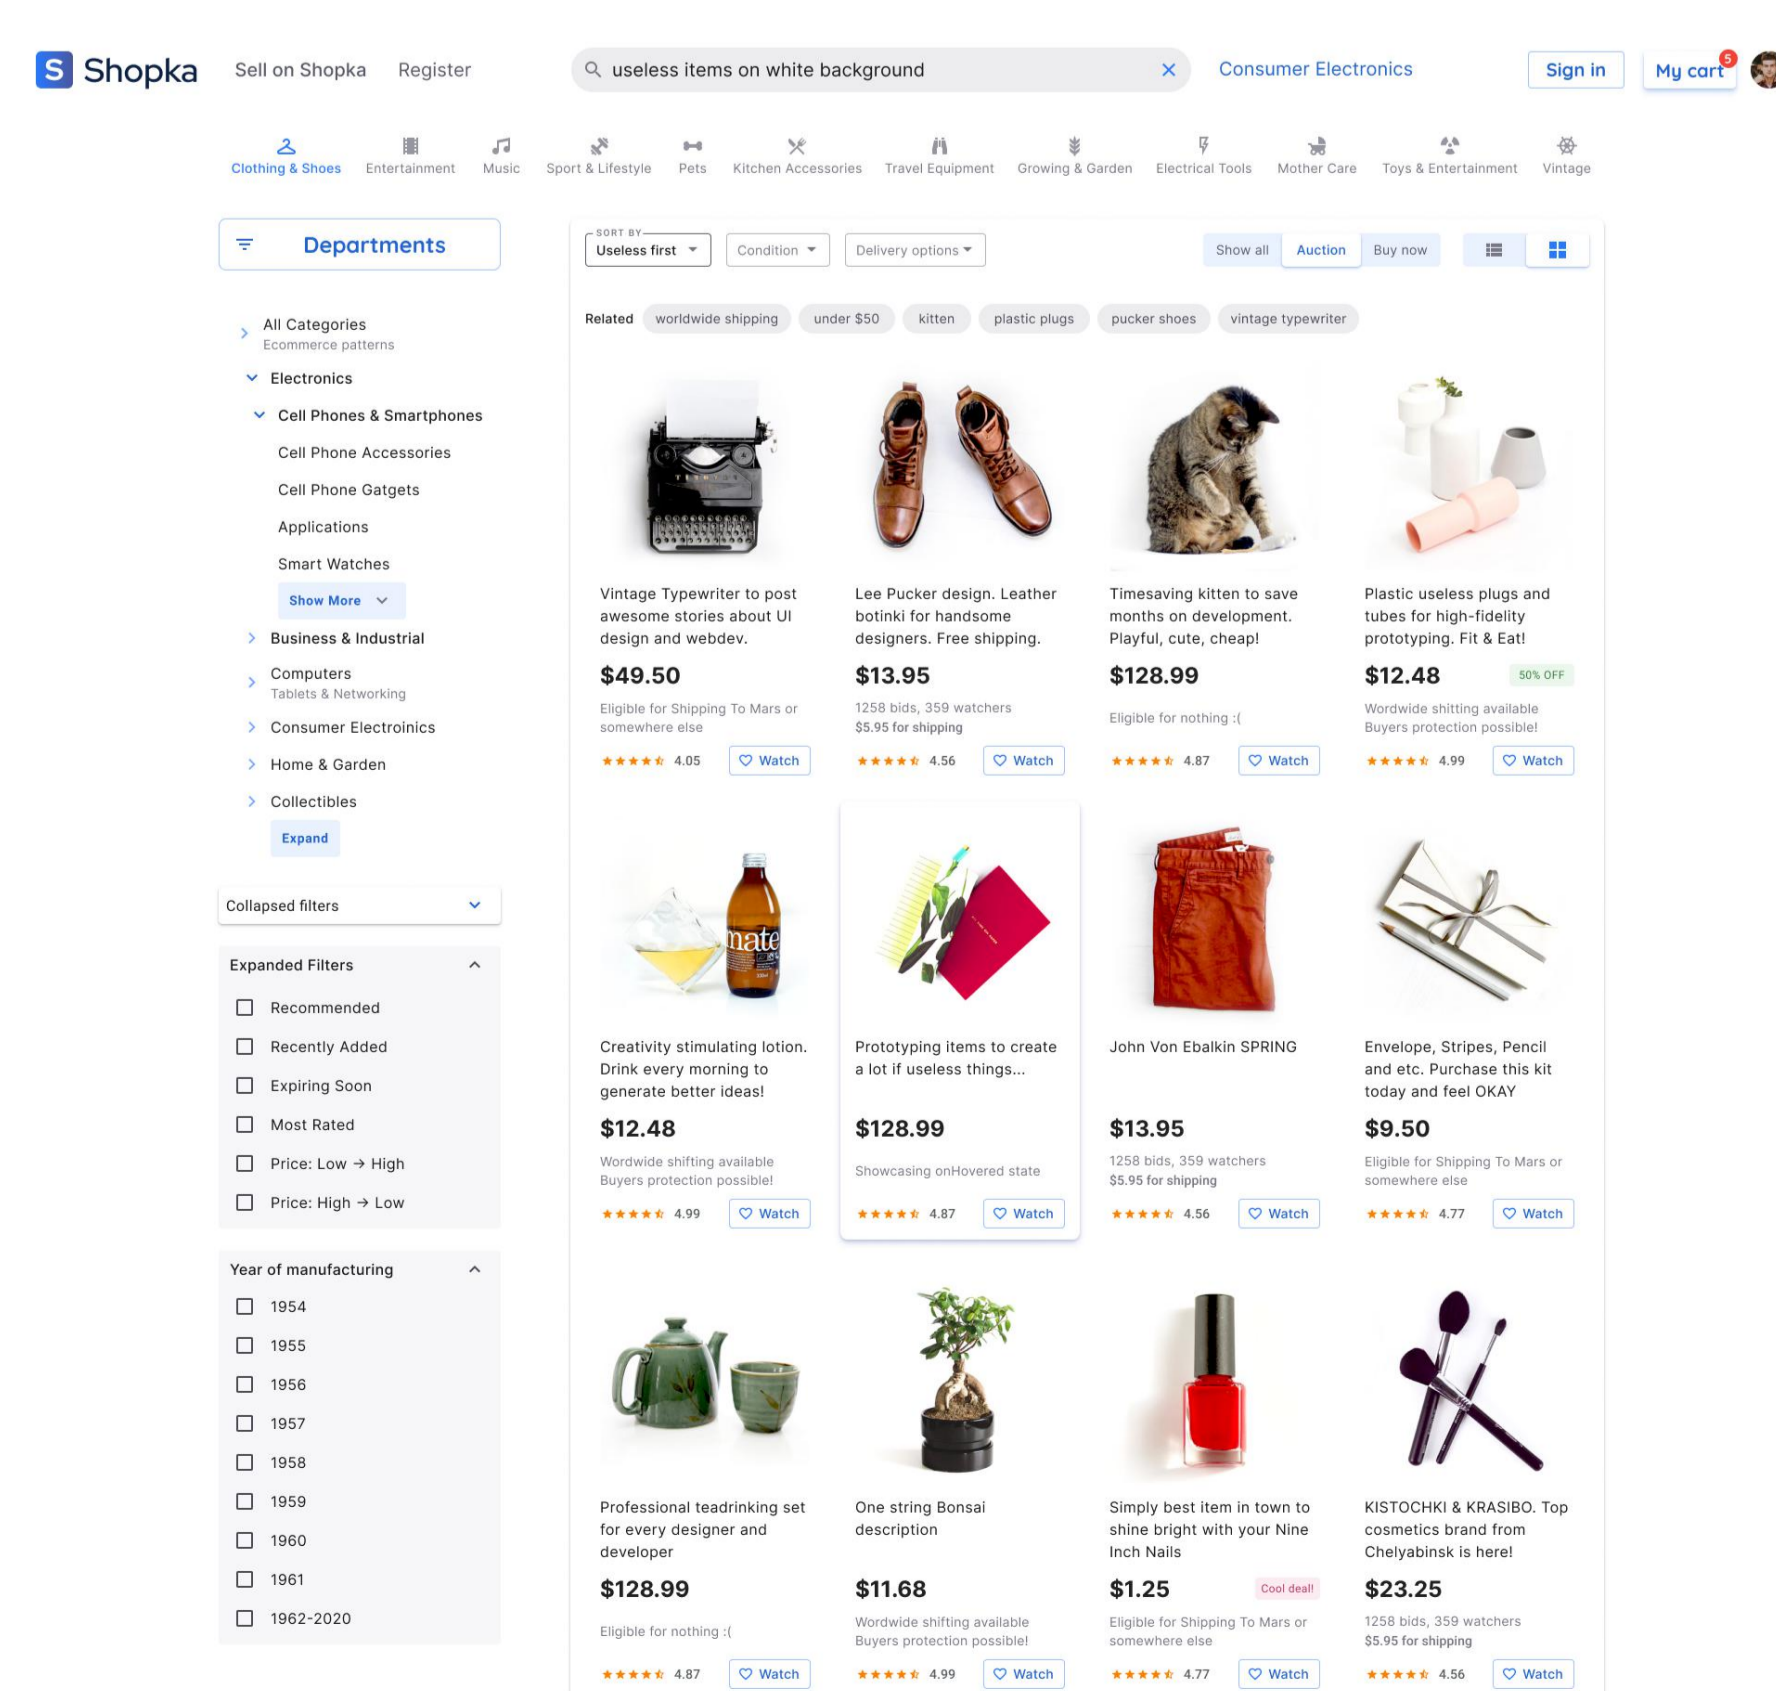 S Shopka
Sell on Shopka
Register
useless items on white background
Consumer Electronics
Sign in
My cart
5
Clothing & Shoes
Entertainment
Music
Sport & Lifestyle
Pets
Kitchen Accessories
Travel Equipment
Growing & Garden
Electrical Tools
Mother Care
Toys & Entertainment
Vintage
Departments
All Categories
Ecommerce patterns
Electronics
Cell Phones & Smartphones
Cell Phone Accessories
Cell Phone Gatgets
Applications
Smart Watches
Show More
Business & Industrial
Computers
Tablets & Networking
Consumer Electroinics
Home & Garden
Collectibles
Expand
Collapsed filters
Expanded Filters
Recommended
Recently Added
Expiring Soon
Most Rated
Price: Low → High
Price: High → Low
Year of manufacturing
1954
1955
1956
1957
1958
1959
1960
1961
1962-2020
SORT BY
Useless first
Condition
Delivery options
Show all
Auction
Buy now
Related
worldwide shipping
under $50
kitten
plastic plugs
pucker shoes
vintage typewriter
Vintage Typewriter to post
awesome stories about UI
design and webdev.
$49.50
Eligible for Shipping To Mars or
somewhere else
4.05
Watch
Lee Pucker design. Leather
botinki for handsome
designers. Free shipping.
$13.95
1258 bids, 359 watchers
$5.95 for shipping
4.56
Watch
Timesaving kitten to save
months on development.
Playful, cute, cheap!
$128.99
Eligible for nothing :(
4.87
Watch
Plastic useless plugs and
tubes for high-fidelity
prototyping. Fit & Eat!
$12.48
50% OFF
Wordwide shitting available
Buyers protection possible!
4.99
Watch
mate
Creativity stimulating lotion.
Drink every morning to
generate better ideas!
$12.48
Wordwide shifting available
Buyers protection possible!
4.99
Watch
Prototyping items to create
a lot if useless things...
$128.99
Showcasing onHovered state
4.87
Watch
John Von Ebalkin SPRING
$13.95
1258 bids, 359 watchers
$5.95 for shipping
4.56
Watch
Envelope, Stripes, Pencil
and etc. Purchase this kit
today and feel OKAY
$9.50
Eligible for Shipping To Mars or
somewhere else
4.77
Watch
Professional teadrinking set
for every designer and
developer
$128.99
Eligible for nothing :(
4.87
Watch
One string Bonsai
description
$11.68
Wordwide shifting available
Buyers protection possible!
4.99
Watch
Simply best item in town to
shine bright with your Nine
Inch Nails
$1.25
Cool deal!
Eligible for Shipping To Mars or
somewhere else
4.77
Watch
KISTOCHKI & KRASIBO. Top
cosmetics brand from
Chelyabinsk is here!
$23.25
1258 bids, 359 watchers
$5.95 for shipping
4.56
Watch